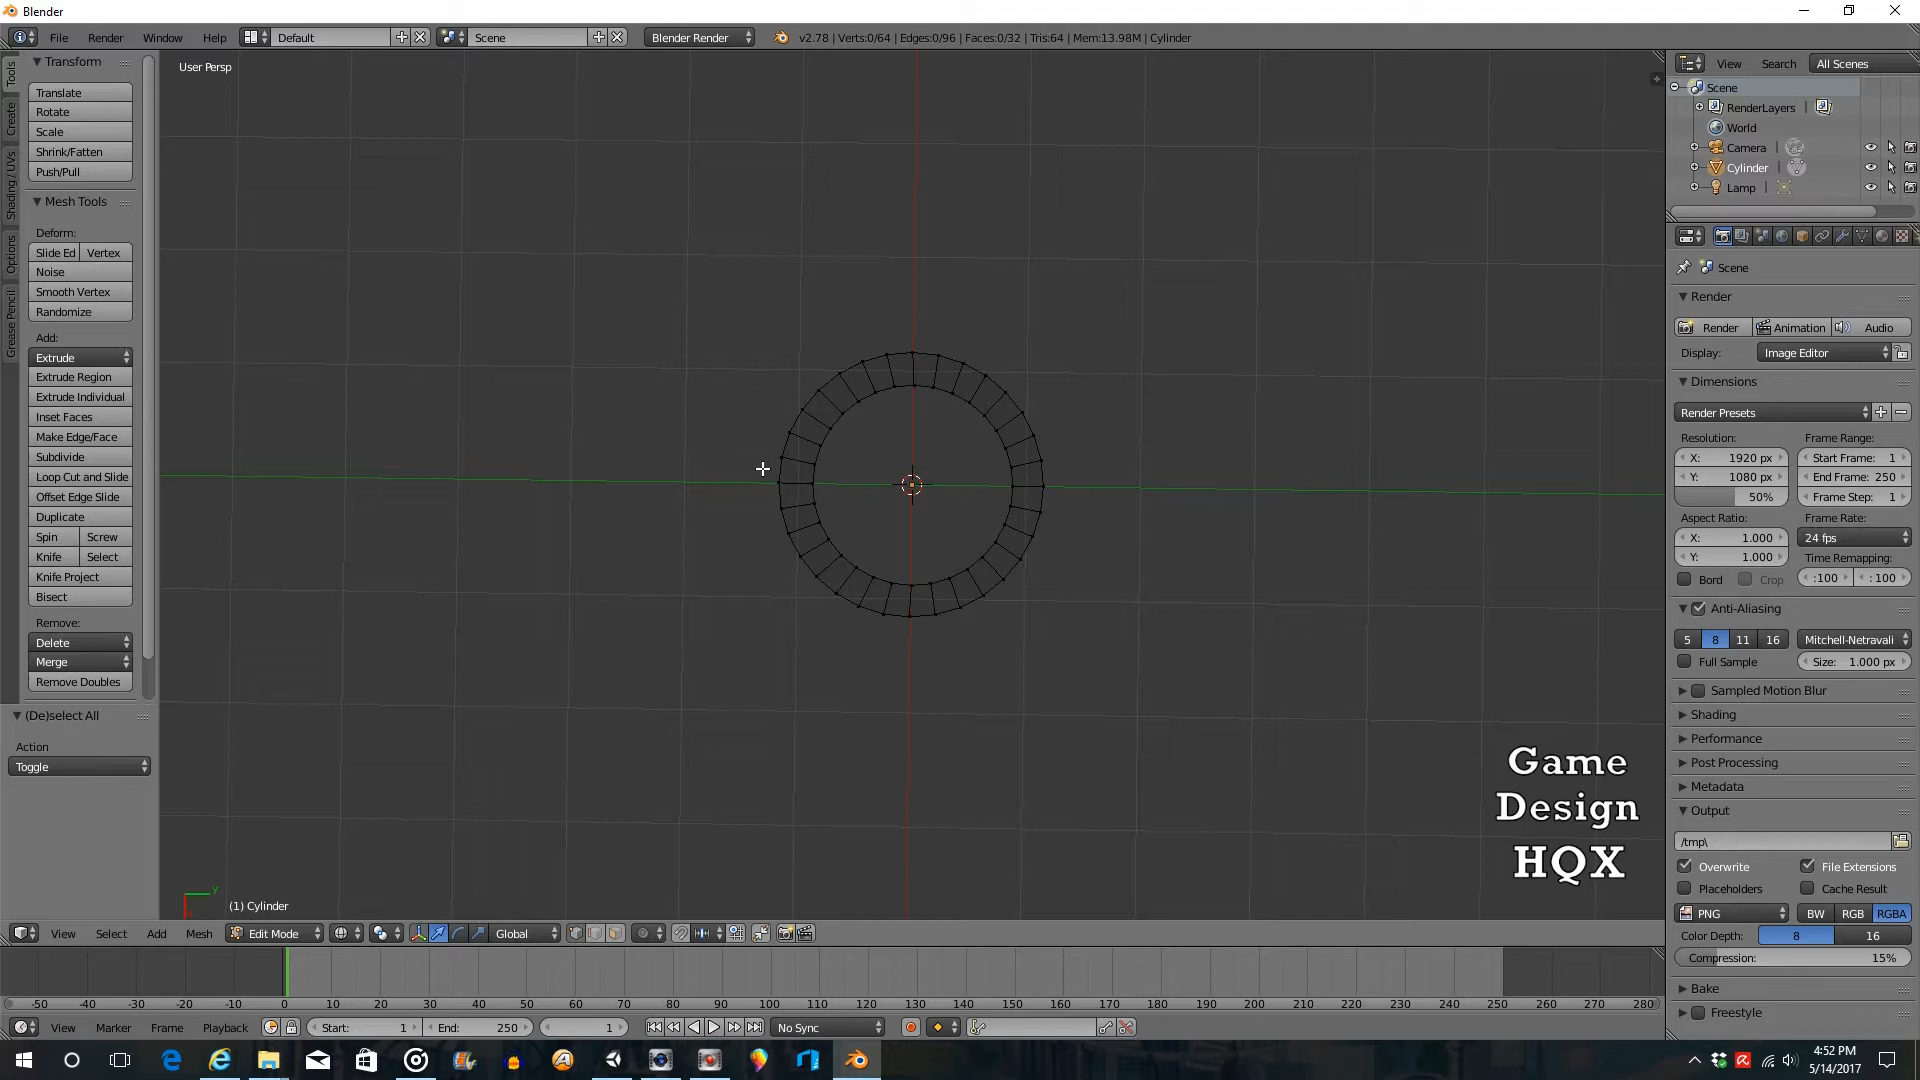 Blender
File Render Window Help Default Scene Blender Render v2.78 | Verts:0/64 | Edges:0/96 | Faces:0/32 | Tris:64 | Mem:13.98M | Cylinder
Tools
Create
Shading / UVs
Options
Grease Pencil
Transform
Translate
Rotate
Scale
Shrink/Fatten
Push/Pull
Mesh Tools
Deform:
Slide Ed Vertex
Noise
Smooth Vertex
Randomize
Add:
Extrude
Extrude Region
Extrude Individual
Inset Faces
Make Edge/Face
Subdivide
Loop Cut and Slide
Offset Edge Slide
Duplicate
Spin Screw
Knife Select
Knife Project
Bisect
Remove:
Delete
Merge
Remove Doubles
(De)select All
Action
Toggle
User Persp
y
(1) Cylinder
Game
Design
HQX
View Select Add Mesh Edit Mode Global
-50 -40 -30 -20 -10 0 10 20 30 40 50 60 70 80 90 100 110 120 130 140 150 160 170 180 190 200 210 220 230 240 250 260 270 280
View Marker Frame Playback Start: 1 End: 250 1 No Sync
View Search All Scenes
Scene
RenderLayers |
World
Camera |
Cylinder |
Lamp |
Scene
Render
Render Animation Audio
Display: Image Editor
Dimensions
Render Presets
Resolution: Frame Range:
X: 1920 px Start Frame: 1
Y: 1080 px End Frame: 250
50% Frame Step: 1
Aspect Ratio: Frame Rate:
X: 1.000 24 fps
Y: 1.000 Time Remapping:
Bord Crop :100 : 100
Anti-Aliasing
5 8 11 16 Mitchell-Netravali
Full Sample Size: 1.000 px
Sampled Motion Blur
Shading
Performance
Post Processing
Metadata
Output
/tmp\
Overwrite File Extensions
Placeholders Cache Result
PNG BW RGB RGBA
Color Depth: 8 16
Compression: 15%
Bake
Freestyle
4:52 PM
5/14/2017